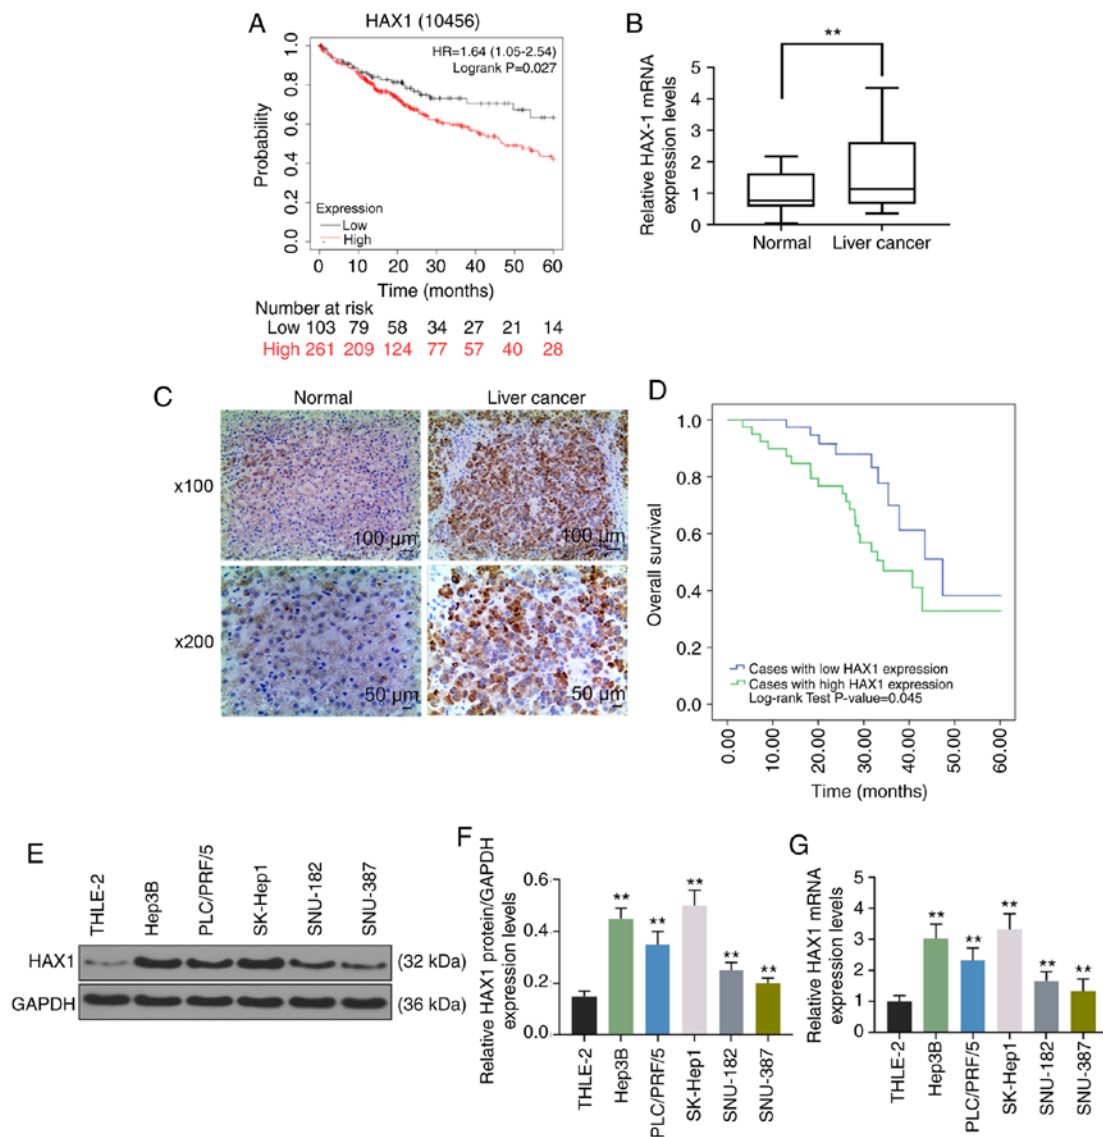 A
HAX1 (10456)
HR=1.64 (1.05-2.54)
Logrank P=0.027
Probability
1.0
0.8
0.6
0.4
0.2
0.0
Expression
Low
High
0 10 20 30 40 50 60
Time (months)
Number at risk
Low 103 79 58 34 27 21 14
High 261 209 124 77 57 40 28
B
**
Relative HAX-1 mRNA
expression levels
5
4
3
2
1
0
Normal Liver cancer
C
Normal Liver cancer
x100
100 µm 100 µm
x200
50 µm 50 µm
D
Overall survival
1.0
0.8
0.6
0.4
0.2
0.0
Cases with low HAX1 expression
Cases with high HAX1 expression
Log-rank Test P-value=0.045
0.00 10.00 20.00 30.00 40.00 50.00 60.00
Time (months)
E
THLE-2 Hep3B PLC/PRF/5 SK-Hep1 SNU-182 SNU-387
HAX1 (32 kDa)
GAPDH (36 kDa)
F
Relative HAX1 protein/GAPDH
expression levels
0.6
0.4
0.2
0.0
** ** ** ** **
THLE-2 Hep3B PLC/PRF/5 SK-Hep1 SNU-182 SNU-387
G
Relative HAX1 mRNA
expression levels
5
4
3
2
1
0
** ** ** ** **
THLE-2 Hep3B PLC/PRF/5 SK-Hep1 SNU-182 SNU-387